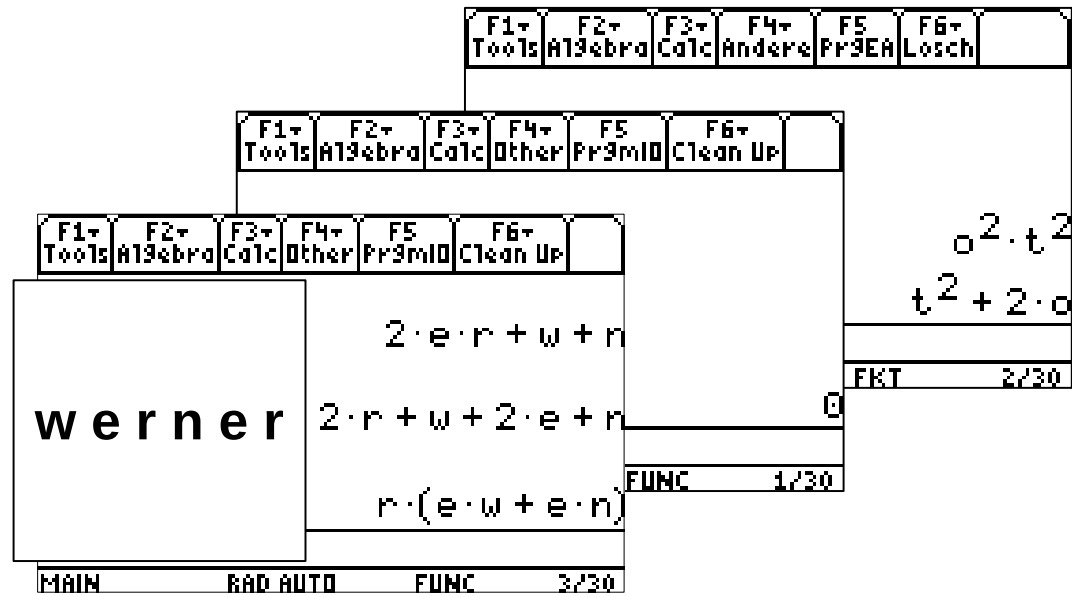 F1▾ F2▾ F3▾ F4▾ F5 F6▾
Tools Algebra Calc Andere PrgEA Lösch
o²·t²
t²+2·o
FKT 2/30
F1▾ F2▾ F3▾ F4▾ F5 F6▾
Tools Algebra Calc Other PrgmIO Clean Up
0
FUNC 1/30
F1▾ F2▾ F3▾ F4▾ F5 F6▾
Tools Algebra Calc Other PrgmIO Clean Up
2·e·r+w+n
2·r+w+2·e+n
r·(e·w+e·n)
werner
MAIN RAD AUTO FUNC 3/30